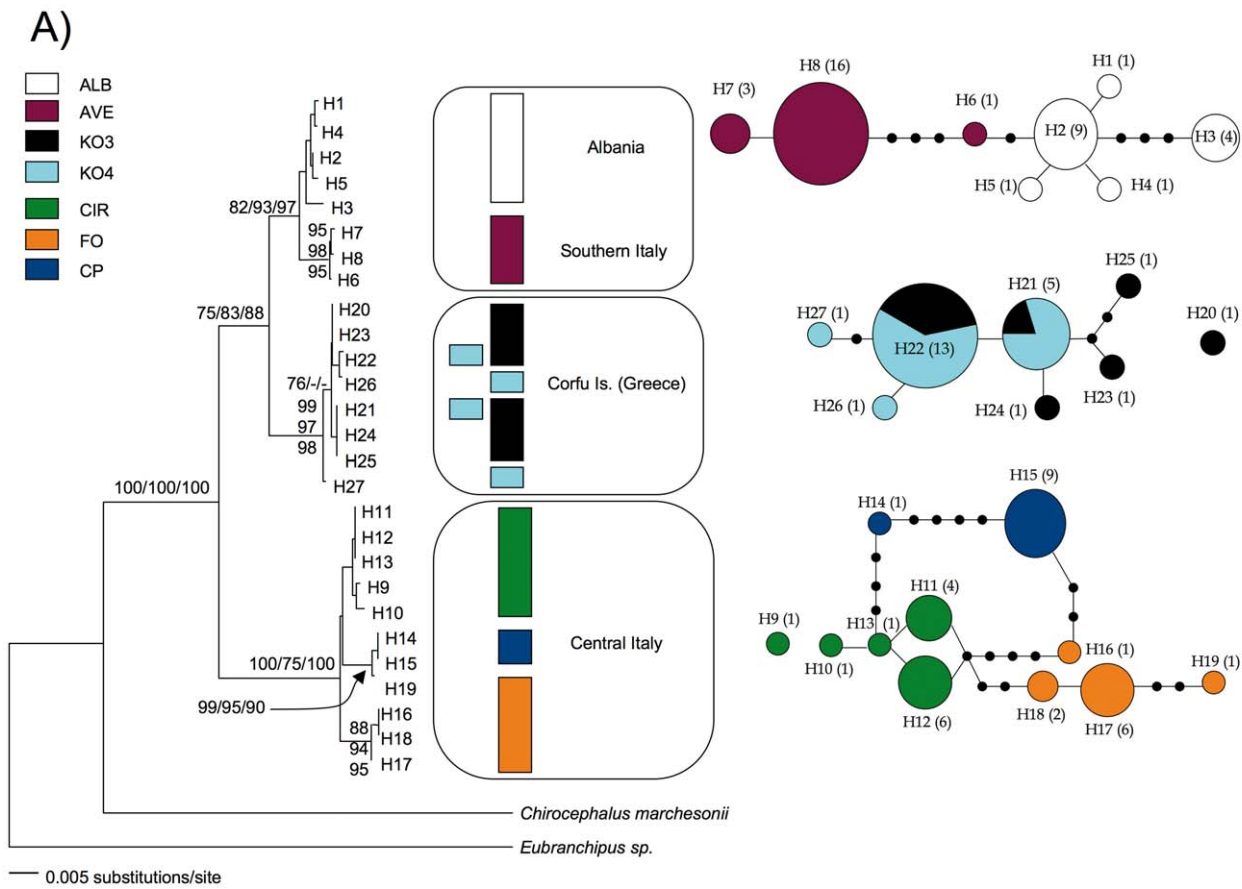 A)
ALB
AVE
KO3
KO4
CIR
FO
CP
H1
H4
H2
H5
H3
82/93/97
H7
H8
H6
95
98
95
75/83/88
H20
H23
H22
H26
H21
H24
H25
H27
76/-/-
99
97
98
100/100/100
H11
H12
H13
H9
H10
H14
H15
H19
H16
H18
H17
100/75/100
99/95/90
88
94
95
Albania
Southern Italy
Corfu Is. (Greece)
Central Italy
Chirocephalus marchesonii
Eubranchipus sp.
0.005 substitutions/site
H7 (3)
H8 (16)
H6 (1)
H2 (9)
H1 (1)
H3 (4)
H5 (1)
H4 (1)
H27 (1)
H22 (13)
H21 (5)
H25 (1)
H20 (1)
H26 (1)
H24 (1)
H23 (1)
H14 (1)
H15 (9)
H11 (4)
H9 (1)
H10 (1)
H13 (1)
H12 (6)
H16 (1)
H18 (2)
H17 (6)
H19 (1)